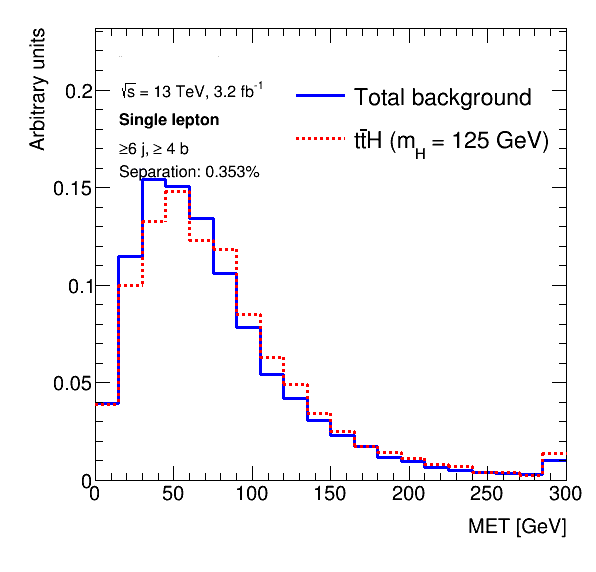 Arbitrary units
0.2
0.15
0.1
0.05
0
√s = 13 TeV, 3.2 fb⁻¹
Single lepton
≥6 j, ≥ 4 b
Separation: 0.353%
Total background
tt̄H (m_H = 125 GeV)
0 50 100 150 200 250 300
MET [GeV]